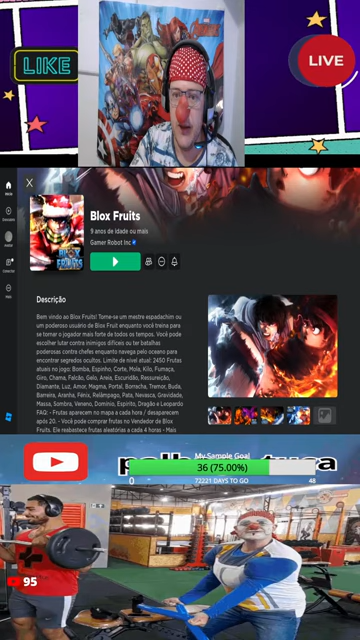 LIKE
LIVE
X
Blox Fruits
9 anos de idade ou mais
Gamer Robot Inc
BLOX
FRUITS
Descrição
Bem vindo ao Blox Fruits! Torne-se um mestre espadachim ou
um poderoso usuário de Blox Fruit enquanto você treina para
se tornar o jogador mais forte de todos os tempos. Você pode
escolher lutar contra inimigos difíceis ou ter batalhas
poderosas contra chefes enquanto navega pelo oceano para
encontrar segredos ocultos. Limite de nível atual: 2450 Frutas
atuais no jogo: Bomba, Espinho, Corte, Mola, Kilo, Fumaça,
Giro, Chama, Falcão, Gelo, Areia, Escuridão, Ressureição,
Diamante, Luz, Amor, Magma, Portal, Borracha, Tremor, Buda,
Barreira, Aranha, Fénix, Relâmpago, Pata, Nevasca, Gravidade,
Massa, Sombra, Veneno, Domínio, Espírito, Dragão e Leopardo
FAQ: - Frutas aparecem no mapa a cada hora / desaparecem
após 20. - Você pode comprar frutas no Vendedor de Blox
Fruits. Ele reabastece frutas aleatórias a cada 4 horas - Mais
My Sample Goal
36 (75.00%)
0 72221 DAYS TO GO 48
95